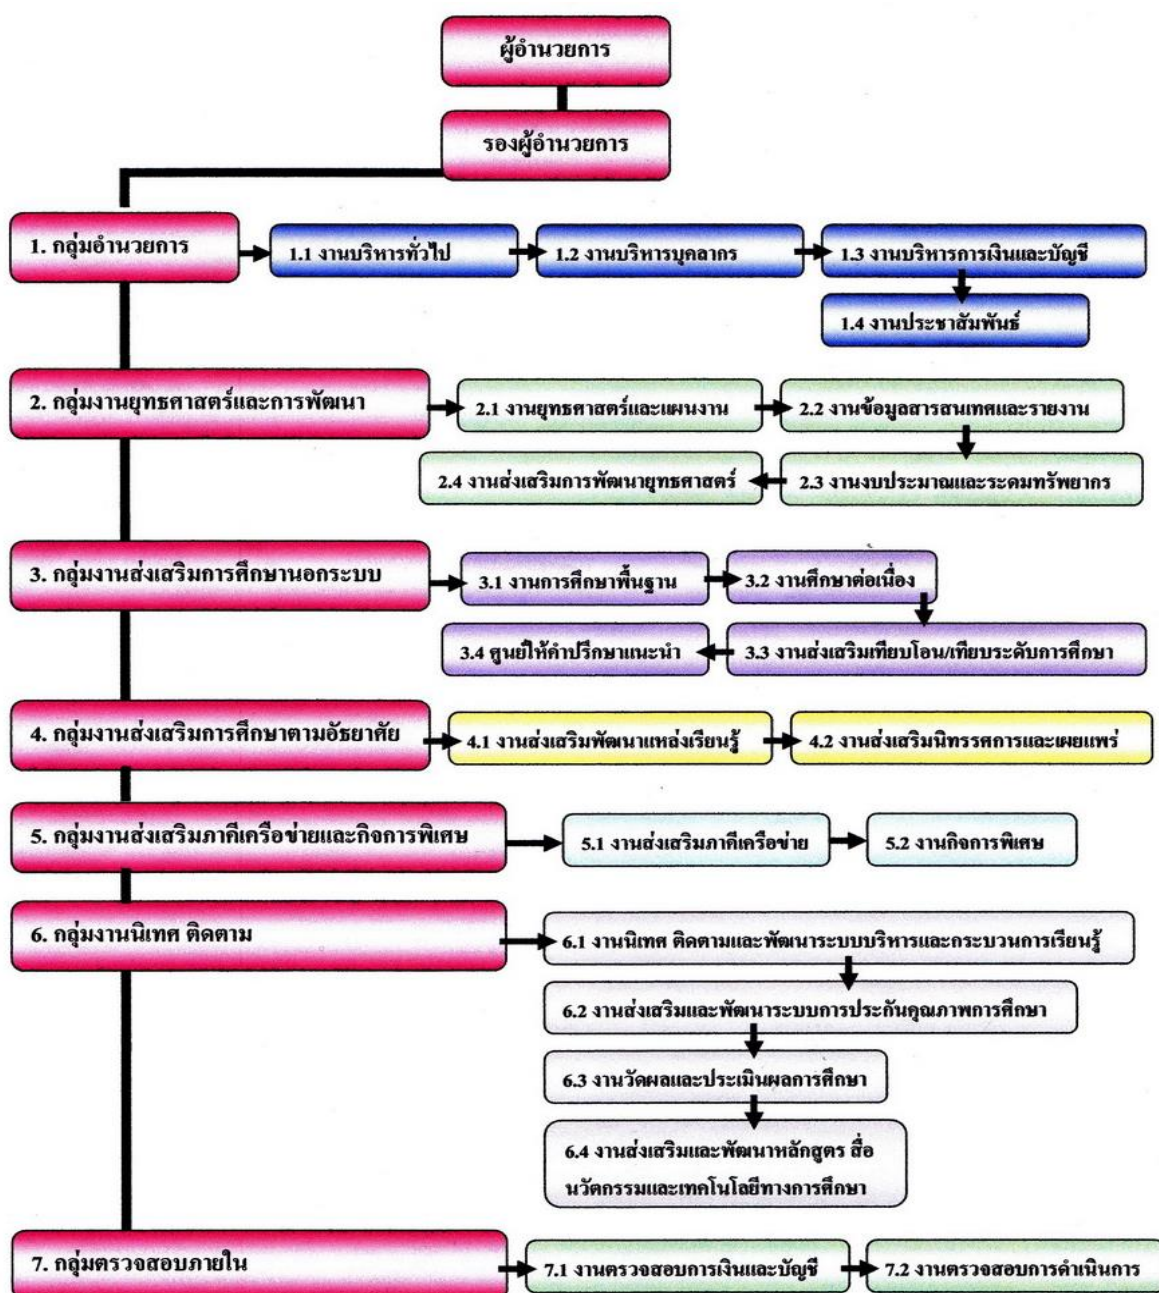 ผู้อำนวยการ
รองผู้อำนวยการ
1. กลุ่มอำนวยการ
1.1 งานบริหารทั่วไป
1.2 งานบริหารบุคลากร
1.3 งานบริหารการเงินและบัญชี
1.4 งานประชาสัมพันธ์
2. กลุ่มงานยุทธศาสตร์และการพัฒนา
2.1 งานยุทธศาสตร์และแผนงาน
2.2 งานข้อมูลสารสนเทศและรายงาน
2.4 งานส่งเสริมการพัฒนายุทธศาสตร์
2.3 งานงบประมาณและระดมทรัพยากร
3. กลุ่มงานส่งเสริมการศึกษานอกระบบ
3.1 งานการศึกษาพื้นฐาน
3.2 งานศึกษาต่อเนื่อง
3.4 ศูนย์ให้คำปรึกษาแนะนำ
3.3 งานส่งเสริมเทียบโอน/เทียบระดับการศึกษา
4. กลุ่มงานส่งเสริมการศึกษาตามอัธยาศัย
4.1 งานส่งเสริมพัฒนาแหล่งเรียนรู้
4.2 งานส่งเสริมนิทรรศการและเผยแพร่
5. กลุ่มงานส่งเสริมภาคีเครือข่ายและกิจการพิเศษ
5.1 งานส่งเสริมภาคีเครือข่าย
5.2 งานกิจการพิเศษ
6. กลุ่มงานนิเทศ ติดตาม
6.1 งานนิเทศ ติดตามและพัฒนาระบบบริหารและกระบวนการเรียนรู้
6.2 งานส่งเสริมและพัฒนาระบบการประกันคุณภาพการศึกษา
6.3 งานวัดผลและประเมินผลการศึกษา
6.4 งานส่งเสริมและพัฒนาหลักสูตร สื่อ
นวัตกรรมและเทคโนโลยีทางการศึกษา
7. กลุ่มตรวจสอบภายใน
7.1 งานตรวจสอบการเงินและบัญชี
7.2 งานตรวจสอบการดำเนินการ